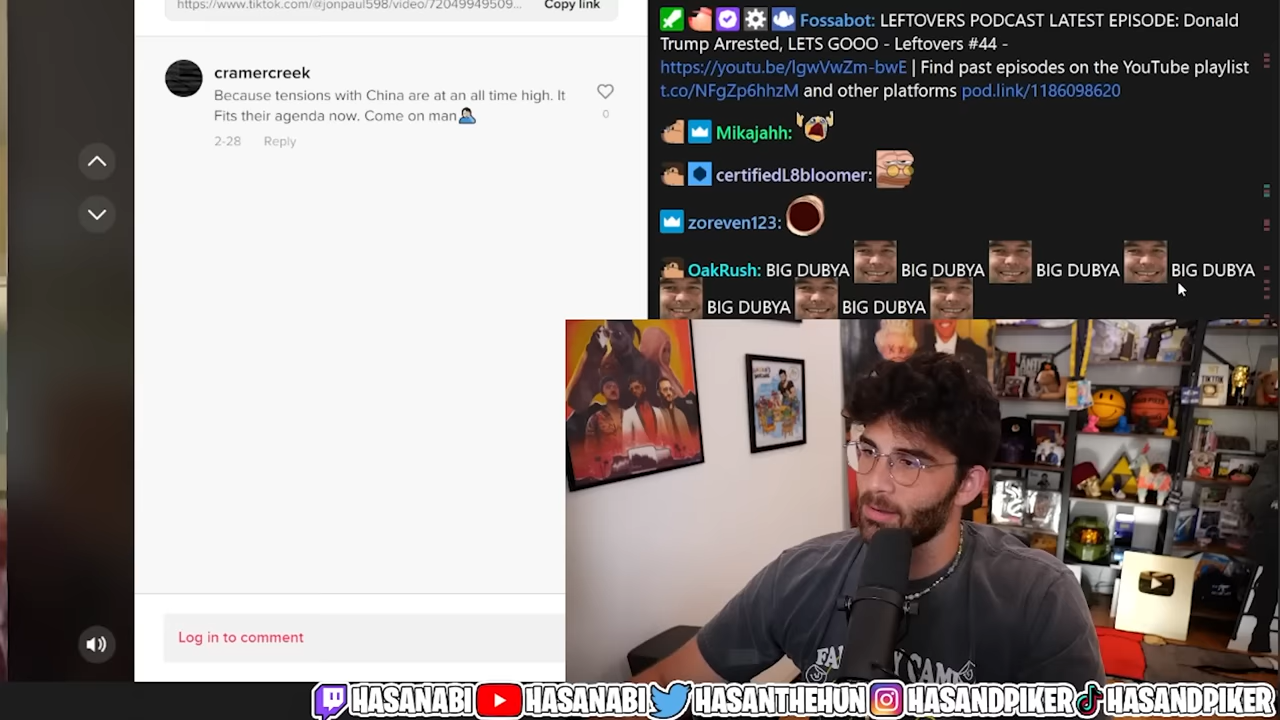 https://www.tiktok.com/@jonpaul598/video/72049949509...
Copy link
cramercreek
Because tensions with China are at an all time high. It
Fits their agenda now. Come on man
0
2-28 Reply
Log in to comment
Fossabot: LEFTOVERS PODCAST LATEST EPISODE: Donald
Trump Arrested, LETS GOOO - Leftovers #44 -
https://youtu.be/lgwVwZm-bwE | Find past episodes on the YouTube playlist
t.co/NFgZp6hhzM and other platforms pod.link/1186098620
Mikajahh:
certifiedL8bloomer:
zoreven123:
OakRush: BIG DUBYA BIG DUBYA BIG DUBYA BIG DUBYA
BIG DUBYA BIG DUBYA
HASANABI HASANABI HASANTHEHUN HASANDPIKER HASANDPIKER